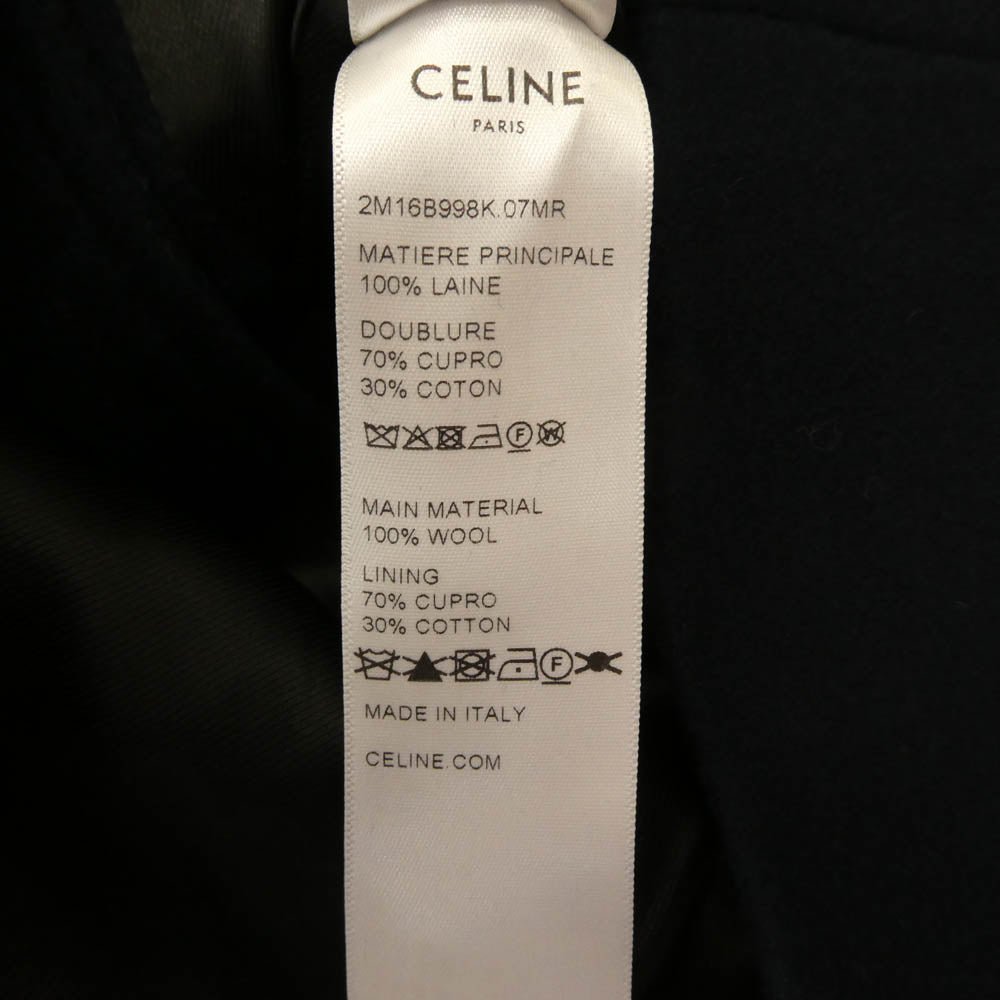 CELINE
PARIS
2M16B998K.07MR
MATIERE PRINCIPALE
100% LAINE
DOUBLURE
70% CUPRO
30% COTON
F W
MAIN MATERIAL
100% WOOL
LINING
70% CUPRO
30% COTTON
F
MADE IN ITALY
CELINE.COM